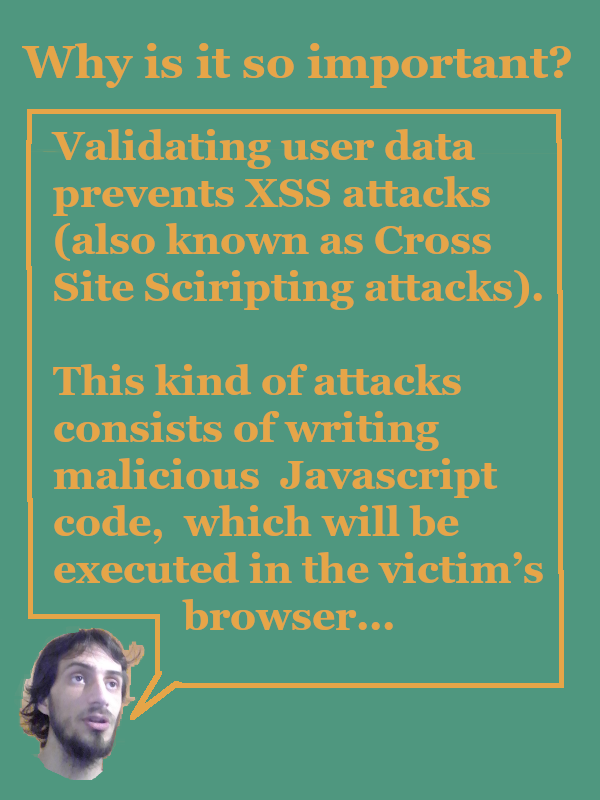 Why is it so important?
Validating user data
prevents XSS attacks
(also known as Cross
Site Sciripting attacks).
This kind of attacks
consists of writing
malicious  Javascript
code,  which will be
executed in the victim’s
browser...